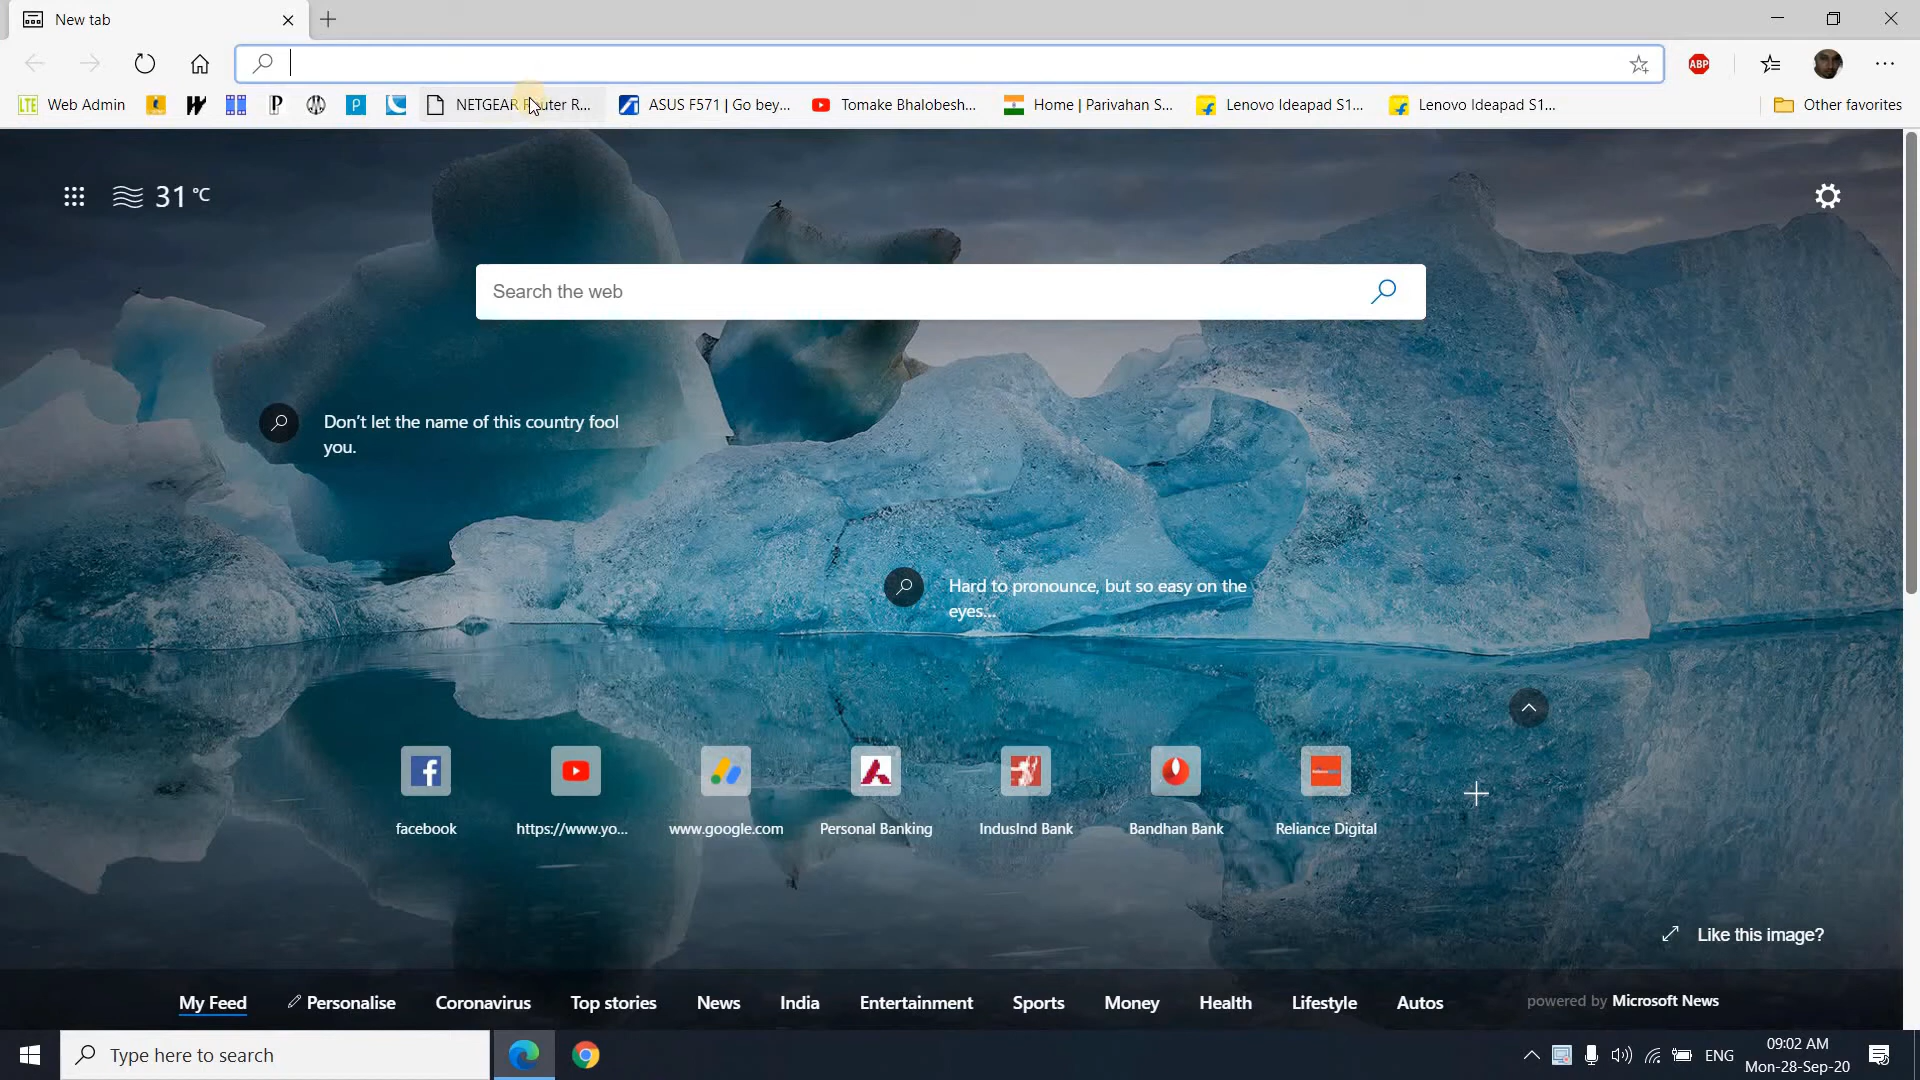 New tab
LTE Web Admin
NETGEAR Router R...
ASUS F571 | Go bey...
Tomake Bhalobesh...
Home | Parivahan S...
Lenovo Ideapad S1...
Lenovo Ideapad S1...
Other favorites
ABP
31 °C
Search the web
Don't let the name of this country fool
you.
Hard to pronounce, but so easy on the
eyes...
facebook
https://www.yo...
www.google.com
Personal Banking
IndusInd Bank
Bandhan Bank
Reliance Digital
Like this image?
My Feed
Personalise
Coronavirus
Top stories
News
India
Entertainment
Sports
Money
Health
Lifestyle
Autos
powered by Microsoft News
Type here to search
ENG
09:02 AM
Mon-28-Sep-20